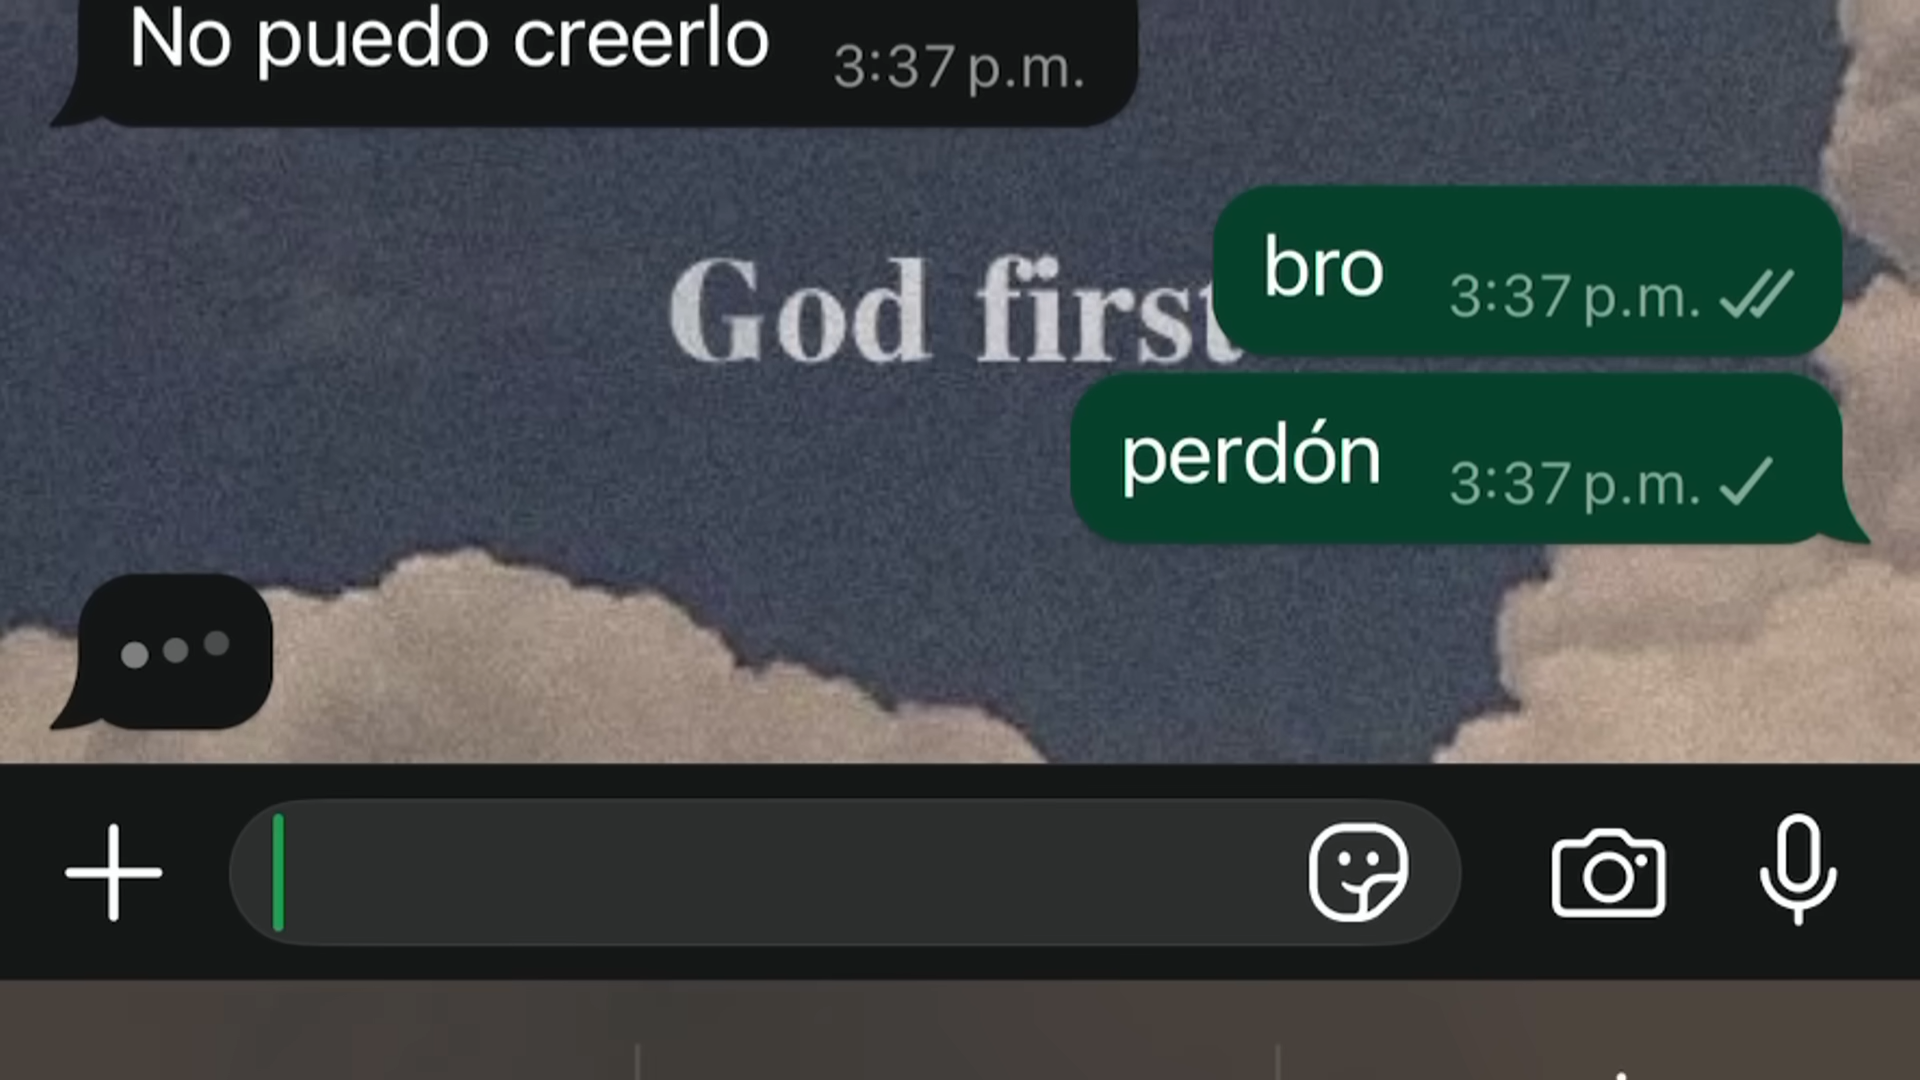 No puedo creerlo 3:37 p.m.
bro 3:37 p.m.
God first
perdón 3:37 p.m.